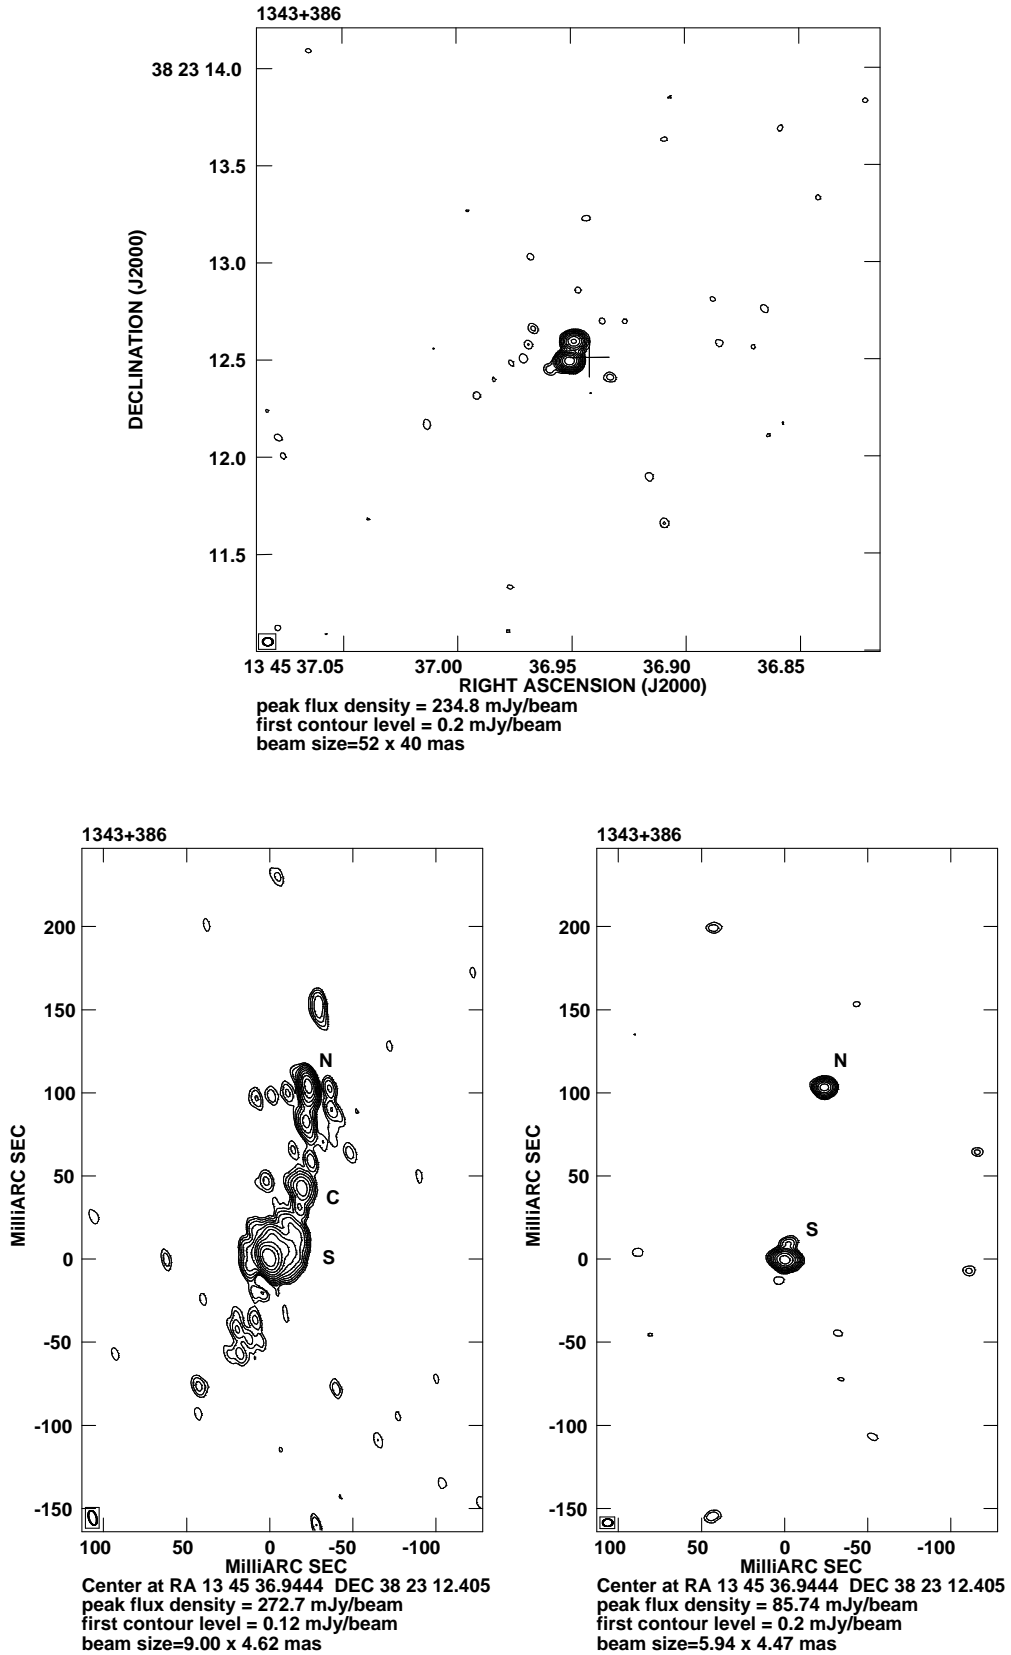 1343+386
38 23 14.0
13.5
13.0
12.5
12.0
11.5
DECLINATION (J2000)
13 45 37.05 37.00 36.95 36.90 36.85
RIGHT ASCENSION (J2000)
peak flux density = 234.8 mJy/beam
first contour level = 0.2 mJy/beam
beam size=52 x 40 mas
1343+386
200
150
100
50
0
-50
-100
-150
MilliARC SEC
N
C
S
100 50 0 -50 -100
MilliARC SEC
Center at RA 13 45 36.9444 DEC 38 23 12.405
peak flux density = 272.7 mJy/beam
first contour level = 0.12 mJy/beam
beam size=9.00 x 4.62 mas
1343+386
200
150
100
50
0
-50
-100
-150
MilliARC SEC
N
S
100 50 0 -50 -100
MilliARC SEC
Center at RA 13 45 36.9444 DEC 38 23 12.405
peak flux density = 85.74 mJy/beam
first contour level = 0.2 mJy/beam
beam size=5.94 x 4.47 mas